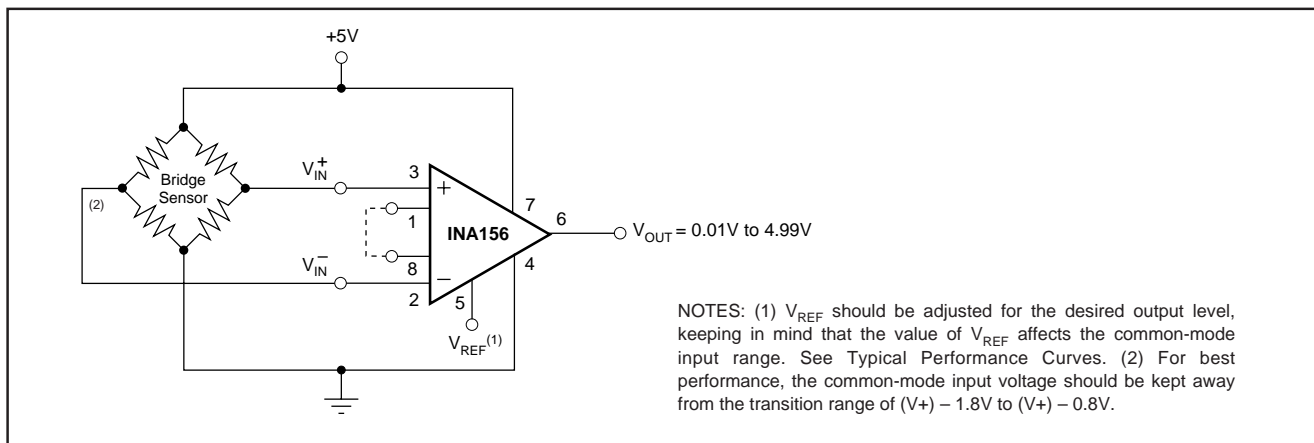 +5V
Bridge
Sensor
(2)
V+IN
V–IN
3
+
1
8
–
2
INA156
7
6
4
5
VREF(1)
VOUT = 0.01V to 4.99V
NOTES: (1) VREF should be adjusted for the desired output level,
keeping in mind that the value of VREF affects the common-mode
input range. See Typical Performance Curves. (2) For best
performance, the common-mode input voltage should be kept away
from the transition range of (V+) – 1.8V to (V+) – 0.8V.